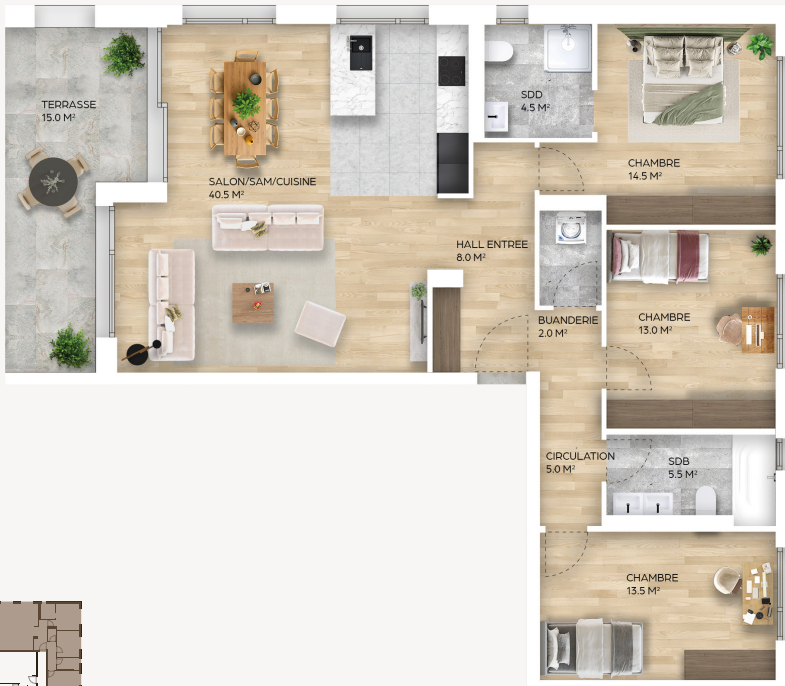 TERRASSE
15.0 M²
SALON/SAM/CUISINE
40.5 M²
SDD
4.5 M²
CHAMBRE
14.5 M²
HALL ENTREE
8.0 M²
BUANDERIE
2.0 M²
CHAMBRE
13.0 M²
CIRCULATION
5.0 M²
SDB
5.5 M²
CHAMBRE
13.5 M²